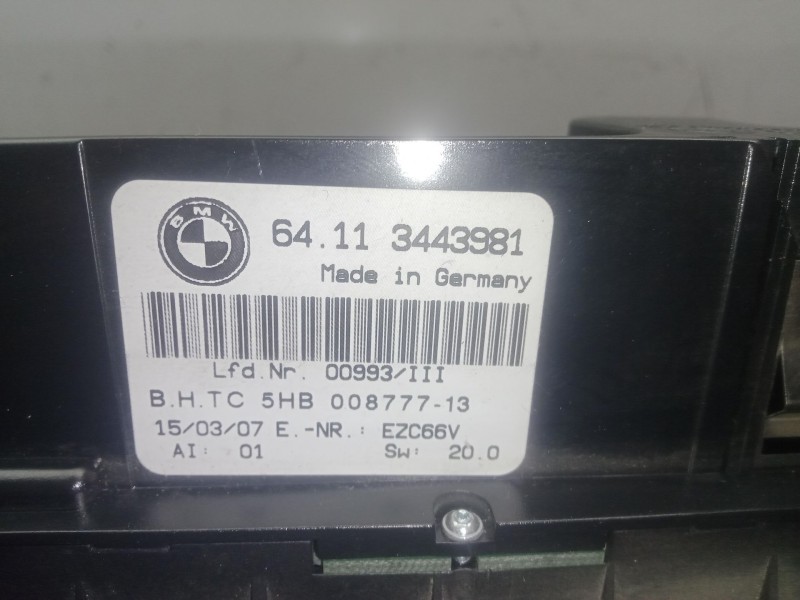 BMW
64.11 3443981
Made in Germany
Lfd.Nr. 00993/III
B.H.TC 5HB 008777-13
15/03/07 E.-NR.: EZC66V
AI: 01 Sw: 20.0